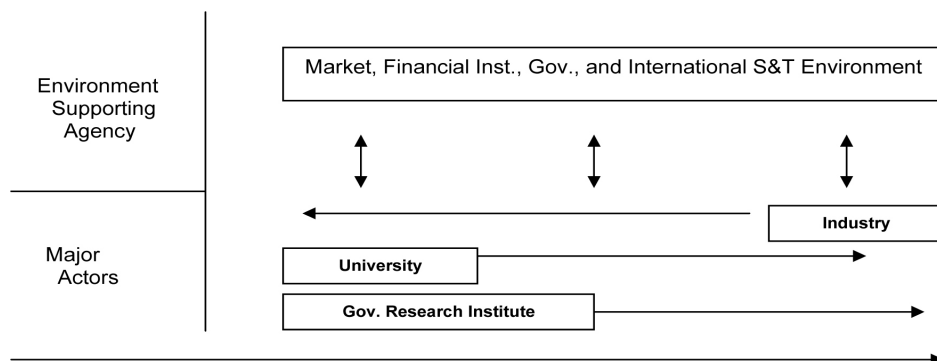 Environment
Supporting
Agency
Market, Financial Inst., Gov., and International S&T Environment
Industry
Major
Actors
University
Gov. Research Institute